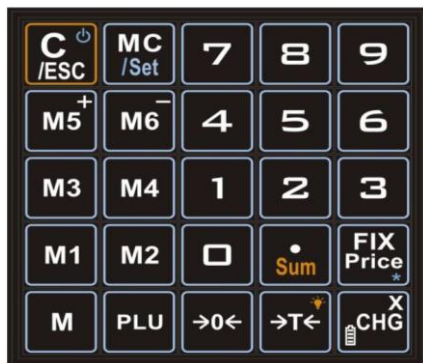 C
/ESC
MC
/Set
7
8
9
M5
+
M6
−
4
5
6
M3
M4
1
2
3
M1
M2
0
.
Sum
FIX
Price
*
M
PLU
→0←
→T←
X
CHG